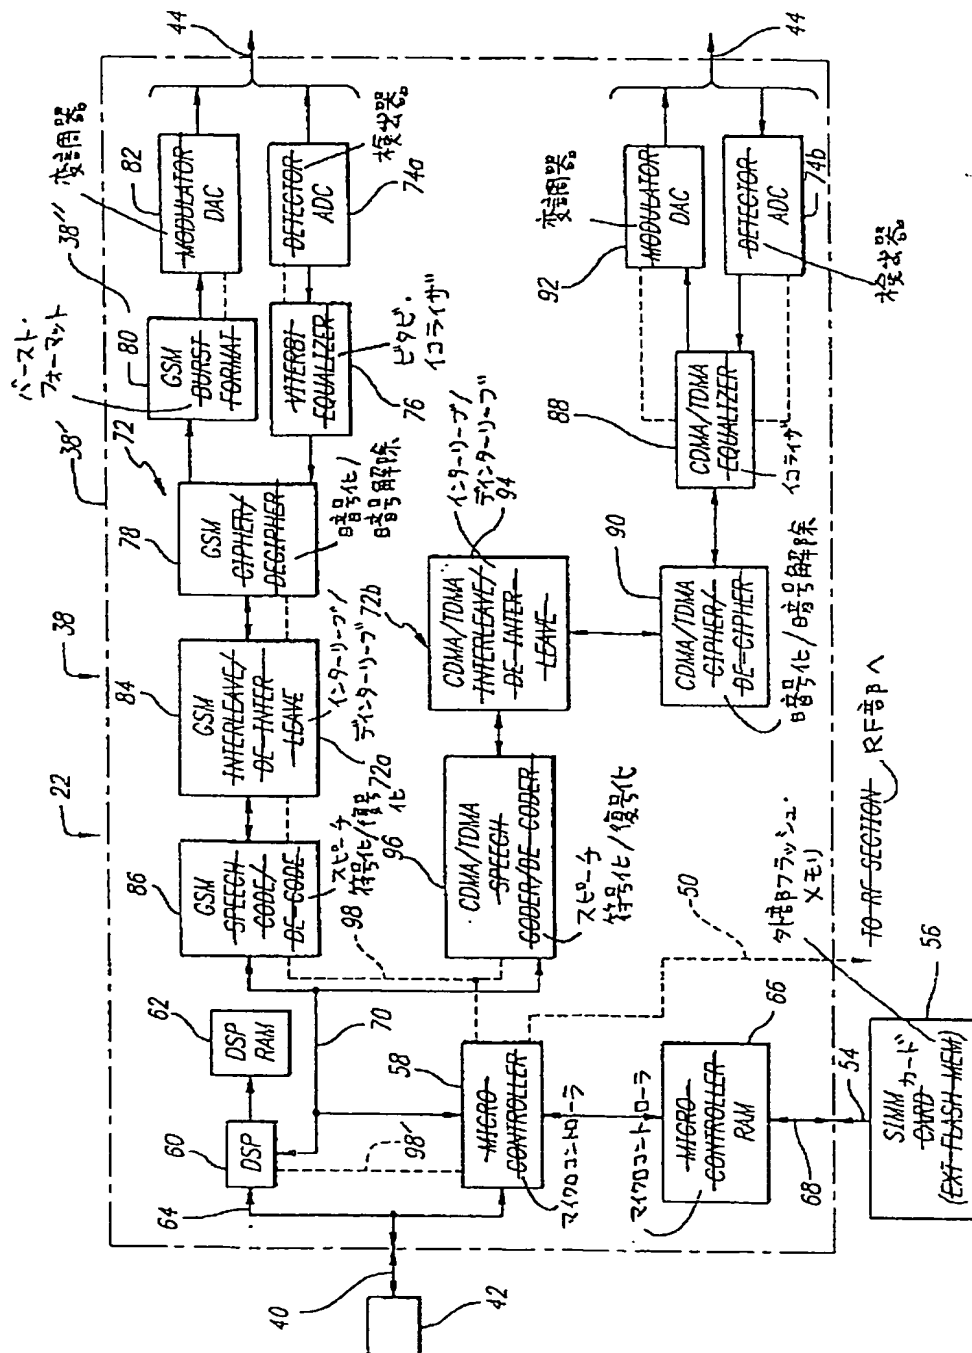 22
38
38'
38''
44
72
78
80
82
変調器
MODULATOR
DAC
バースト・
フォーマット
GSM
BURST
FORMAT
検出器
DETECTOR
ADC
74a
VITERBI
EQUALIZER
76
ビタビ・
イコライザ
GSM
CIPHER/
DECIPHER
暗号化/
暗号解除
84
GSM
INTERLEAVE/
DE-INTER
LEAVE
インターリーブ/
デインターリーブ
72a
86
GSM
SPEECH
CODE/
DE-CODE
スピーチ
符号化/復号化
98
62
DSP
RAM
60
DSP
64
70
98'
58
MICRO
CONTROLLER
マイクロコントローラ
40
42
96
CDMA/TDMA
SPEECH
CODER/DE-CODER
スピーチ
符号化/復号化
72b
CDMA/TDMA
INTERLEAVE/
DE-INTER
LEAVE
インターリーブ/
デインターリーブ
94
90
CDMA/TDMA
CIPHER/
DE-CIPHER
暗号化/暗号解除
88
CDMA/TDMA
EQUALIZER
イコライザ
92
変調器
MODULATOR
DAC
44
DETECTOR
ADC
74b
検出器
50
TO RF SECTION
RF部へ
66
MICRO
CONTROLLER
RAM
マイクロコントローラ
68
54
56
SIMM
CARD
カード
(EXT FLASH MEM)
外部フラッシュ・
メモリ